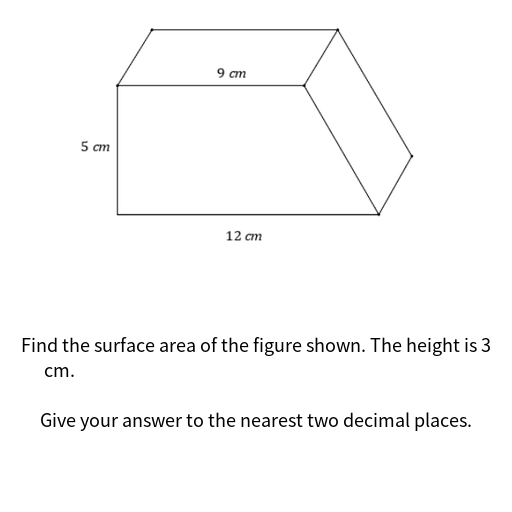 9 cm
5 cm
12 cm
Find the surface area of the figure shown. The height is 3
cm.
Give your answer to the nearest two decimal places.